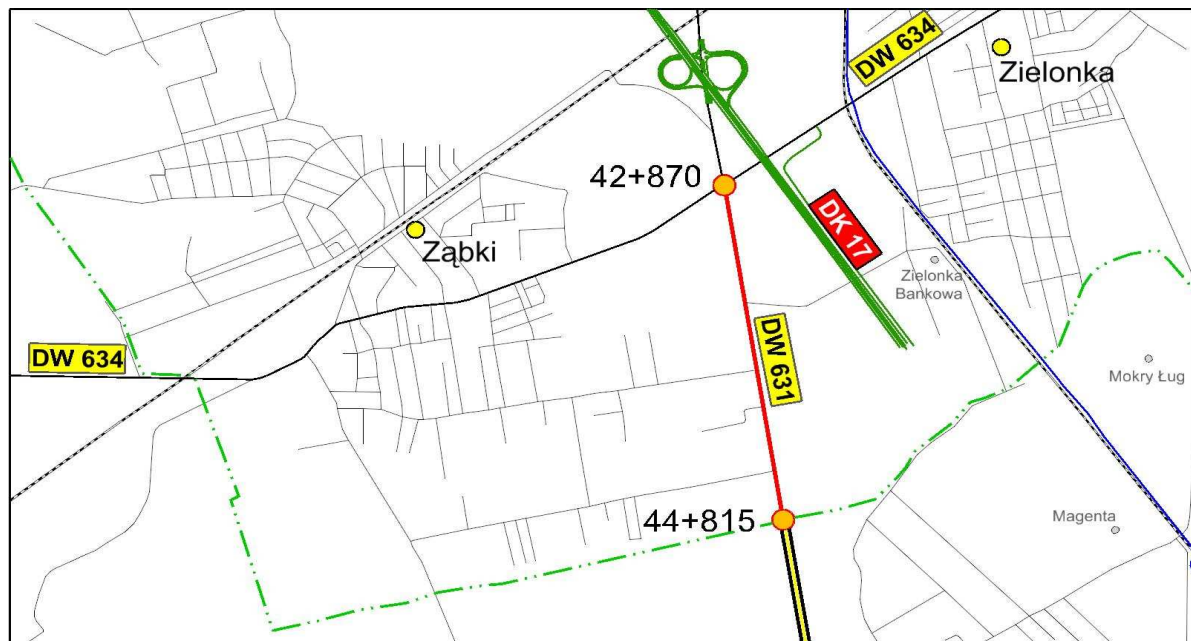 DW 634
Zielonka
42+870
Ząbki
DK 17
Zielonka
Bankowa
DW 634
DW 631
Mokry Ług
44+815
Magenta